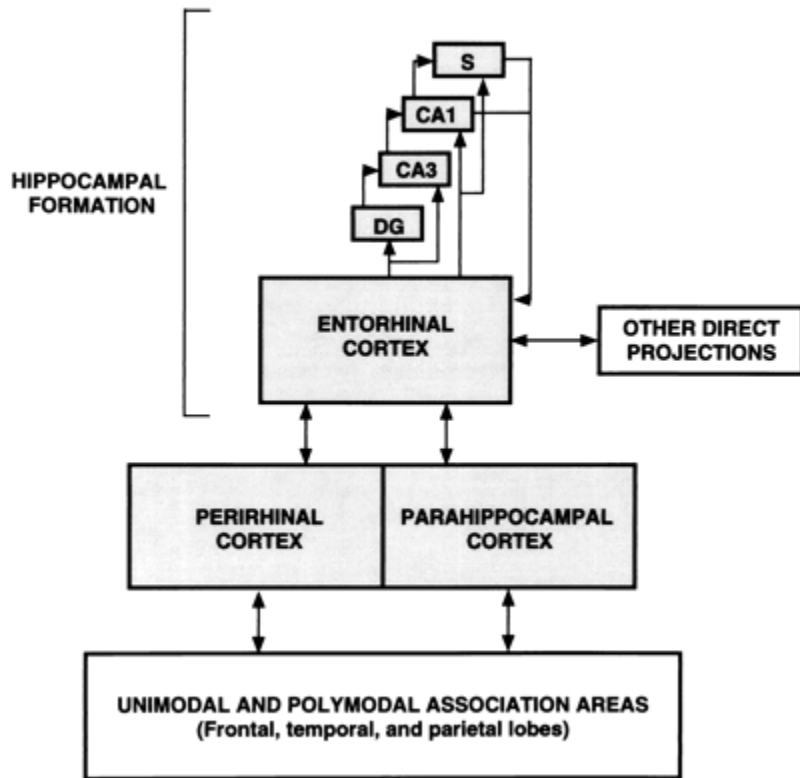 S
CA1
CA3
HIPPOCAMPAL
FORMATION
DG
ENTORHINAL
CORTEX
OTHER DIRECT
PROJECTIONS
PERIRHINAL
CORTEX
PARAHIPPOCAMPAL
CORTEX
UNIMODAL AND POLYMODAL ASSOCIATION AREAS
(Frontal, temporal, and parietal lobes)